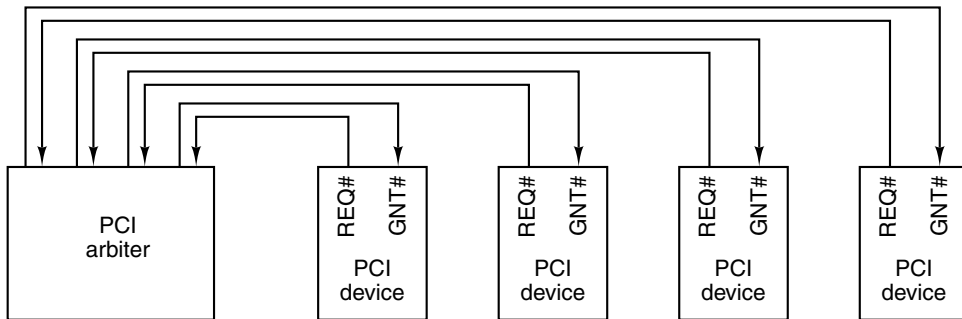 PCI
arbiter
REQ#
GNT#
PCI
device
REQ#
GNT#
PCI
device
REQ#
GNT#
PCI
device
REQ#
GNT#
PCI
device